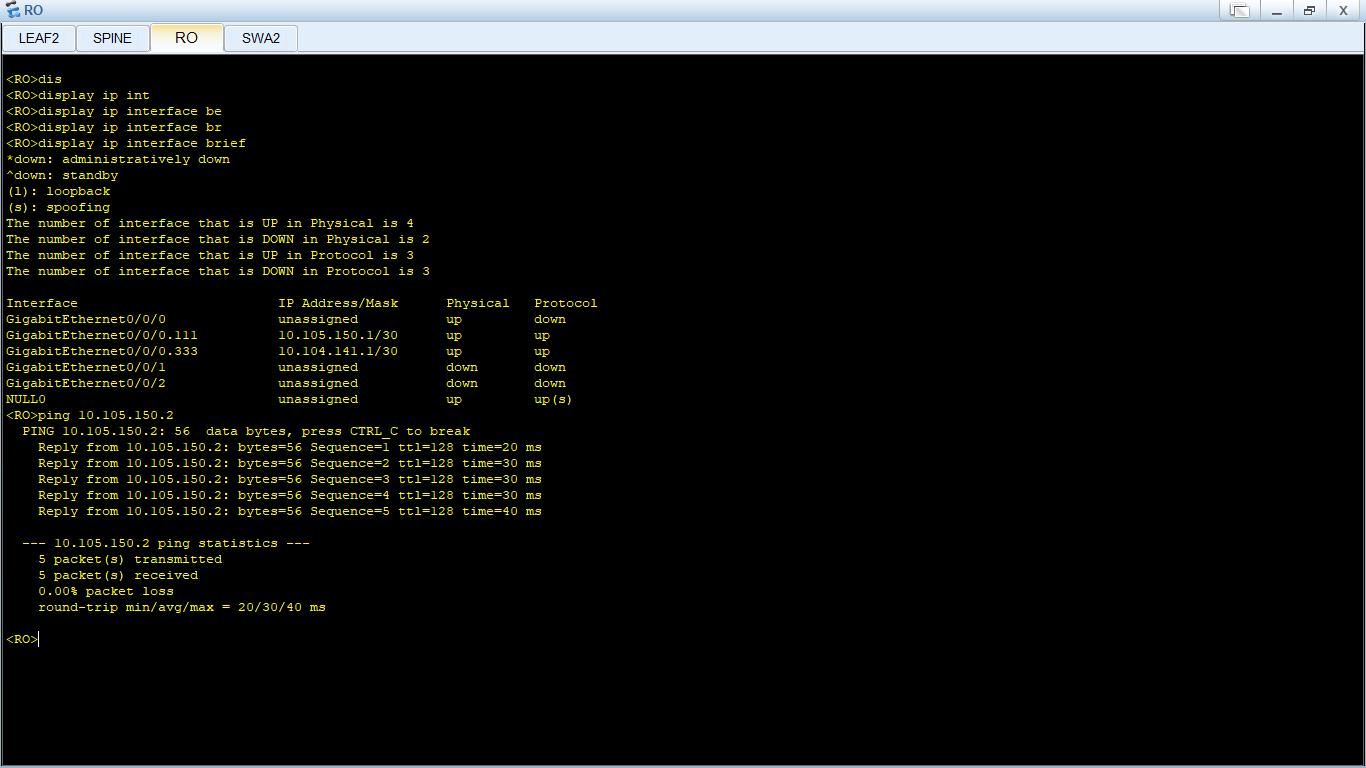 RO
X
LEAF2 SPINE RO SWA2
<RO>dis
<RO>display ip int
<RO>display ip interface be
<RO>display ip interface br
<RO>display ip interface brief
*down: administratively down
^down: standby
(l): loopback
(s): spoofing
The number of interface that is UP in Physical is 4
The number of interface that is DOWN in Physical is 2
The number of interface that is UP in Protocol is 3
The number of interface that is DOWN in Protocol is 3
Interface IP Address/Mask Physical Protocol
GigabitEthernet0/0/0 unassigned up down
GigabitEthernet0/0/0.111 10.105.150.1/30 up up
GigabitEthernet0/0/0.333 10.104.141.1/30 up up
GigabitEthernet0/0/1 unassigned down down
GigabitEthernet0/0/2 unassigned down down
NULL0 unassigned up up(s)
<RO>ping 10.105.150.2
PING 10.105.150.2: 56 data bytes, press CTRL_C to break
Reply from 10.105.150.2: bytes=56 Sequence=1 ttl=128 time=20 ms
Reply from 10.105.150.2: bytes=56 Sequence=2 ttl=128 time=30 ms
Reply from 10.105.150.2: bytes=56 Sequence=3 ttl=128 time=30 ms
Reply from 10.105.150.2: bytes=56 Sequence=4 ttl=128 time=30 ms
Reply from 10.105.150.2: bytes=56 Sequence=5 ttl=128 time=40 ms
--- 10.105.150.2 ping statistics ---
5 packet(s) transmitted
5 packet(s) received
0.00% packet loss
round-trip min/avg/max = 20/30/40 ms
<RO>